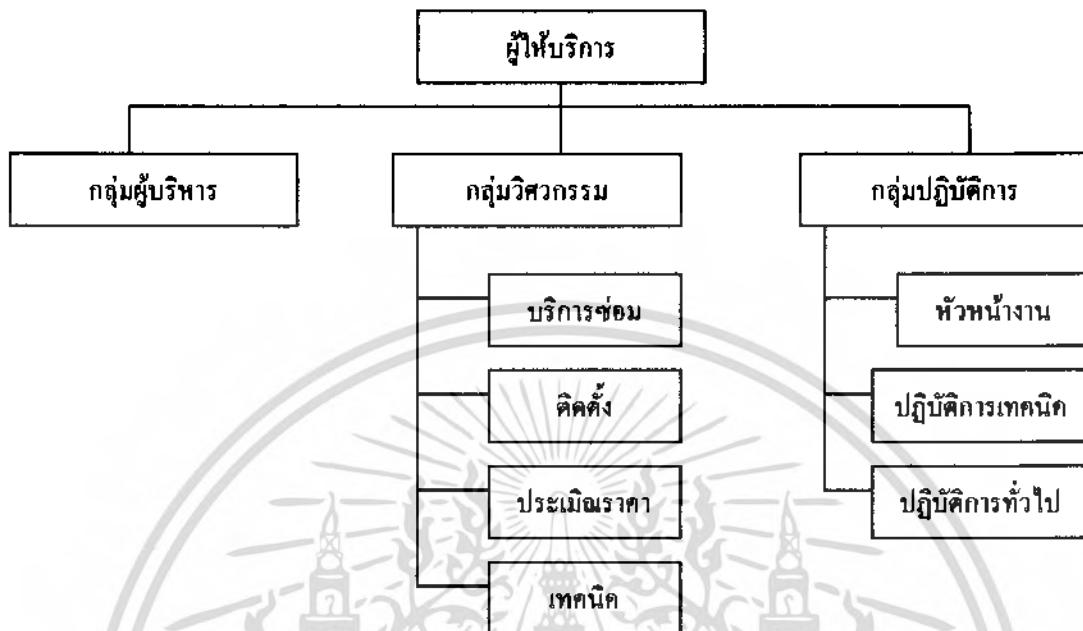 ผู้ให้บริการ
กลุ่มผู้บริหาร
กลุ่มวิศวกรรม
กลุ่มปฏิบัติการ
บริการซ่อม
ติดตั้ง
ประเมินราคา
เทคนิค
หัวหน้างาน
ปฏิบัติการเทคนิค
ปฏิบัติการทั่วไป